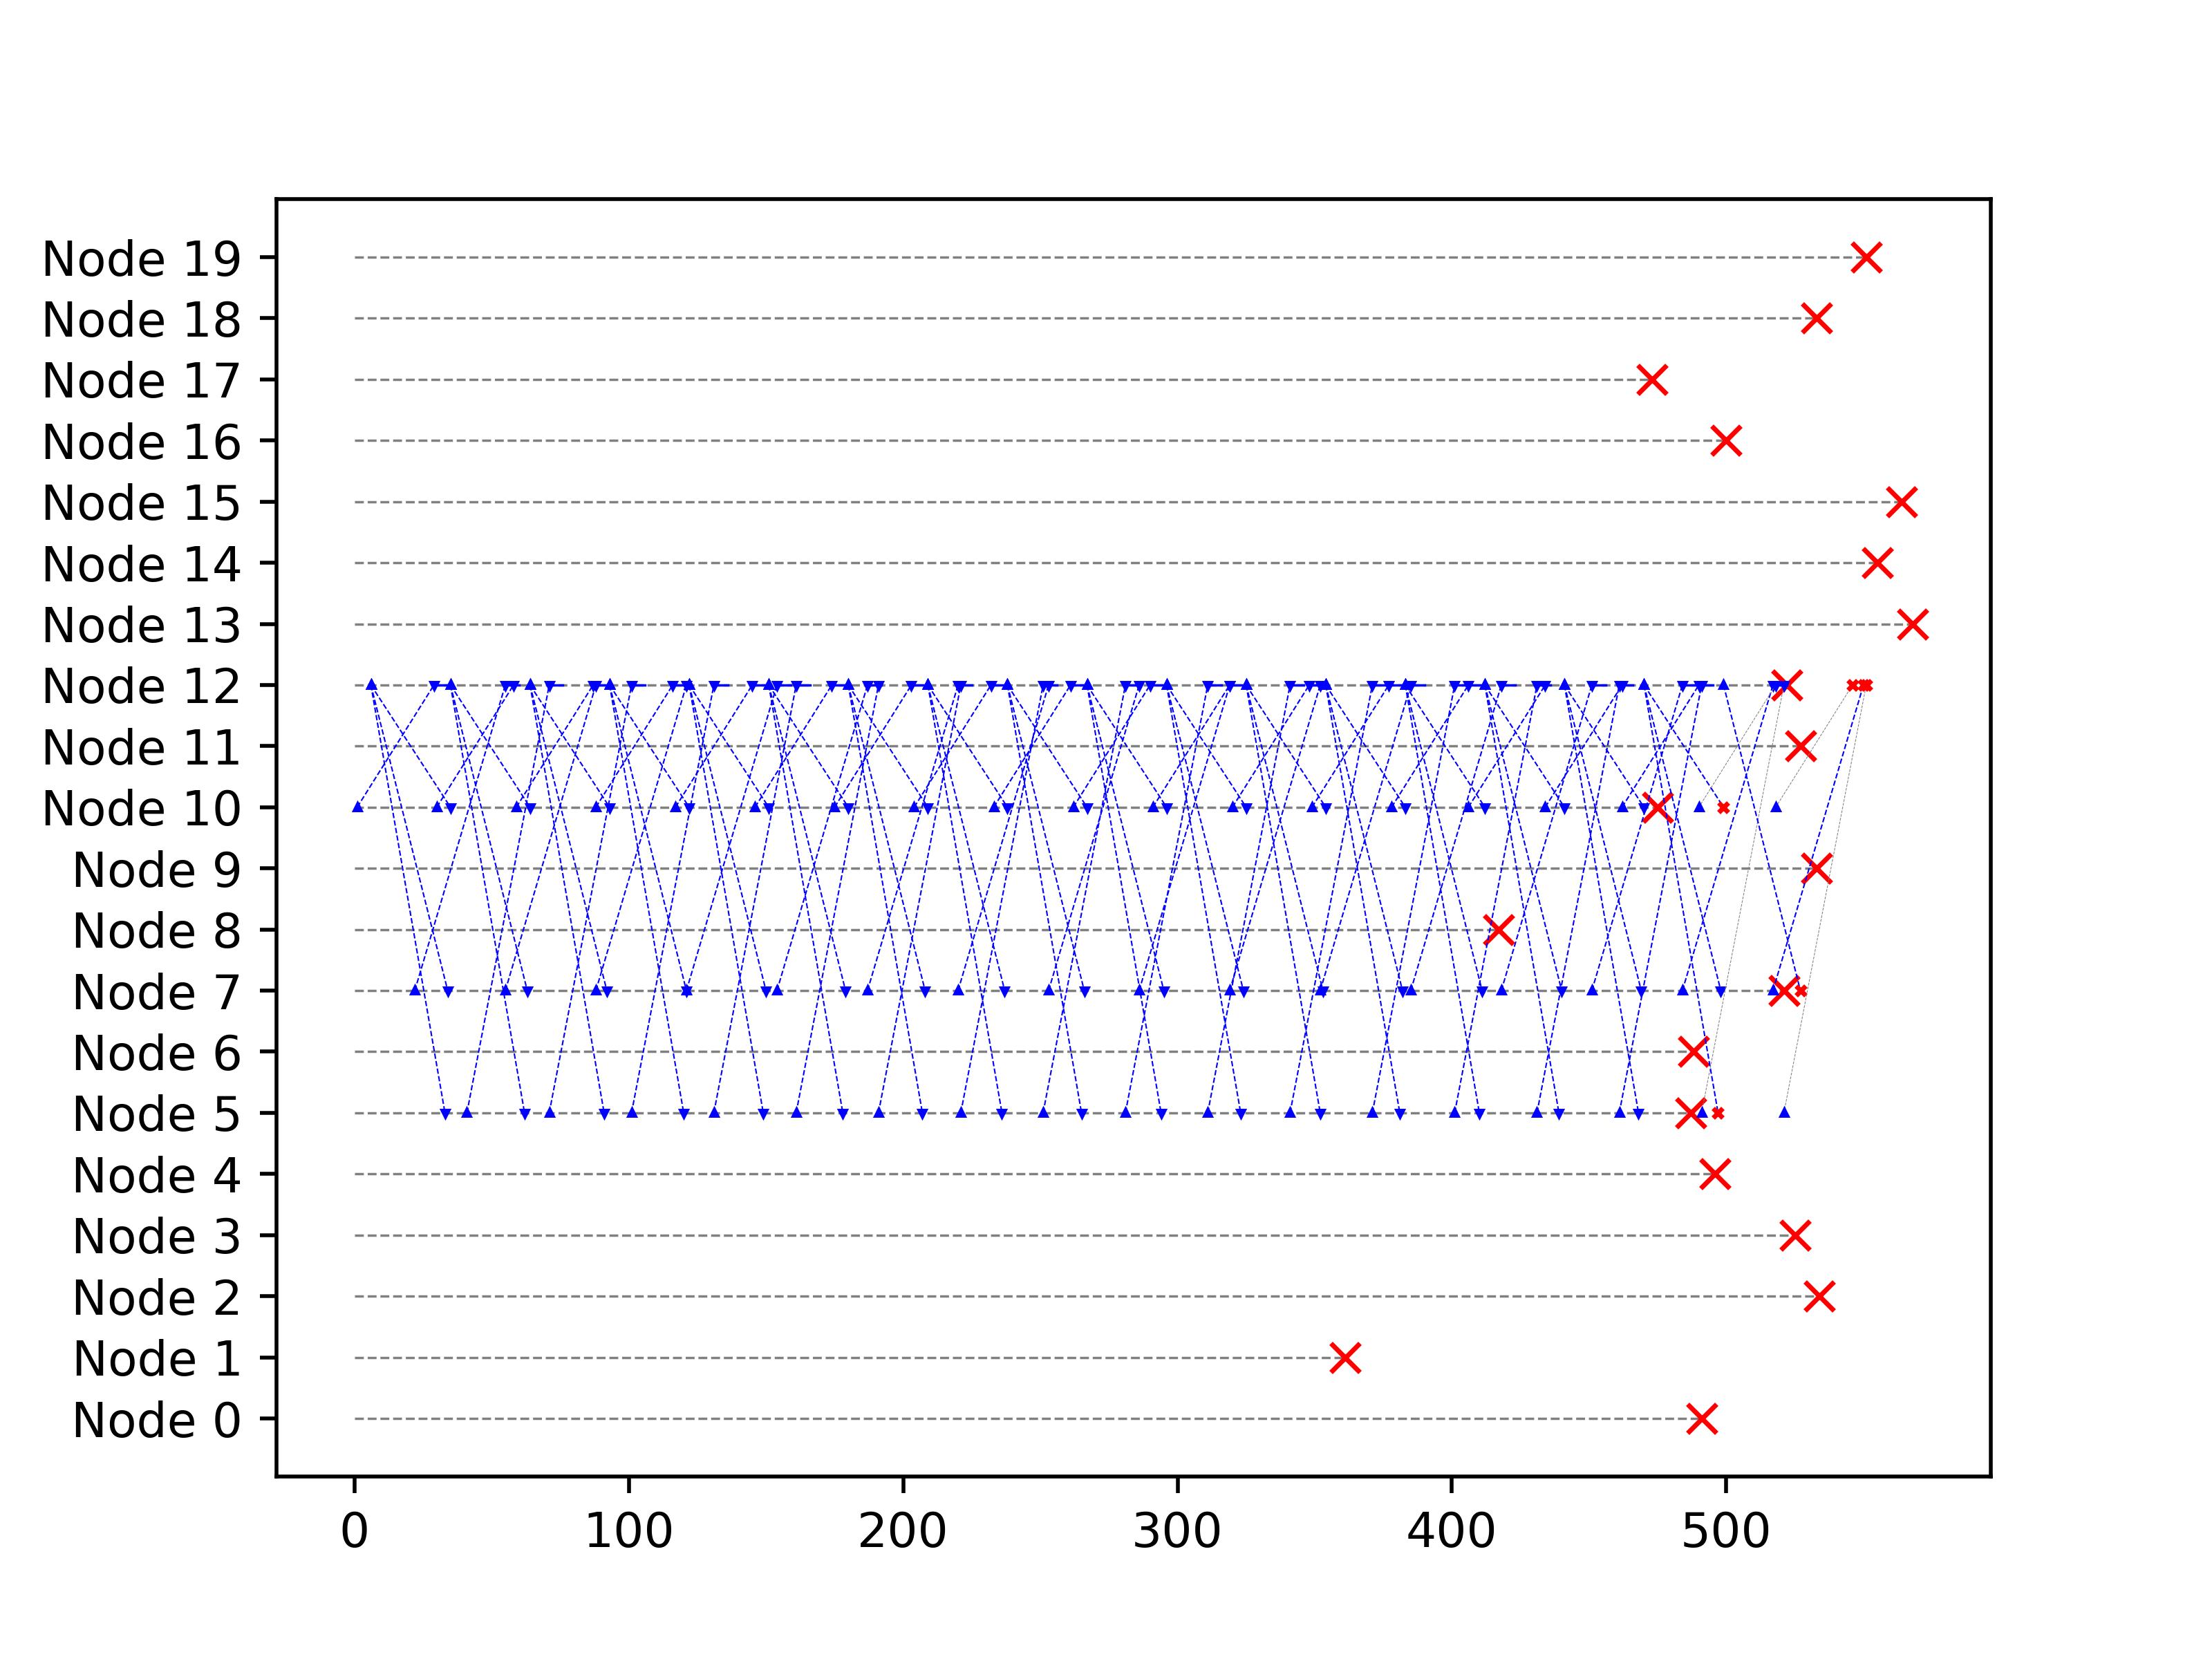 Node 19
Node 18
Node 17
Node 16
Node 15
Node 14
Node 13
Node 12
Node 11
Node 10
Node 9
Node 8
Node 7
Node 6
Node 5
Node 4
Node 3
Node 2
Node 1
Node 0
0 100 200 300 400 500